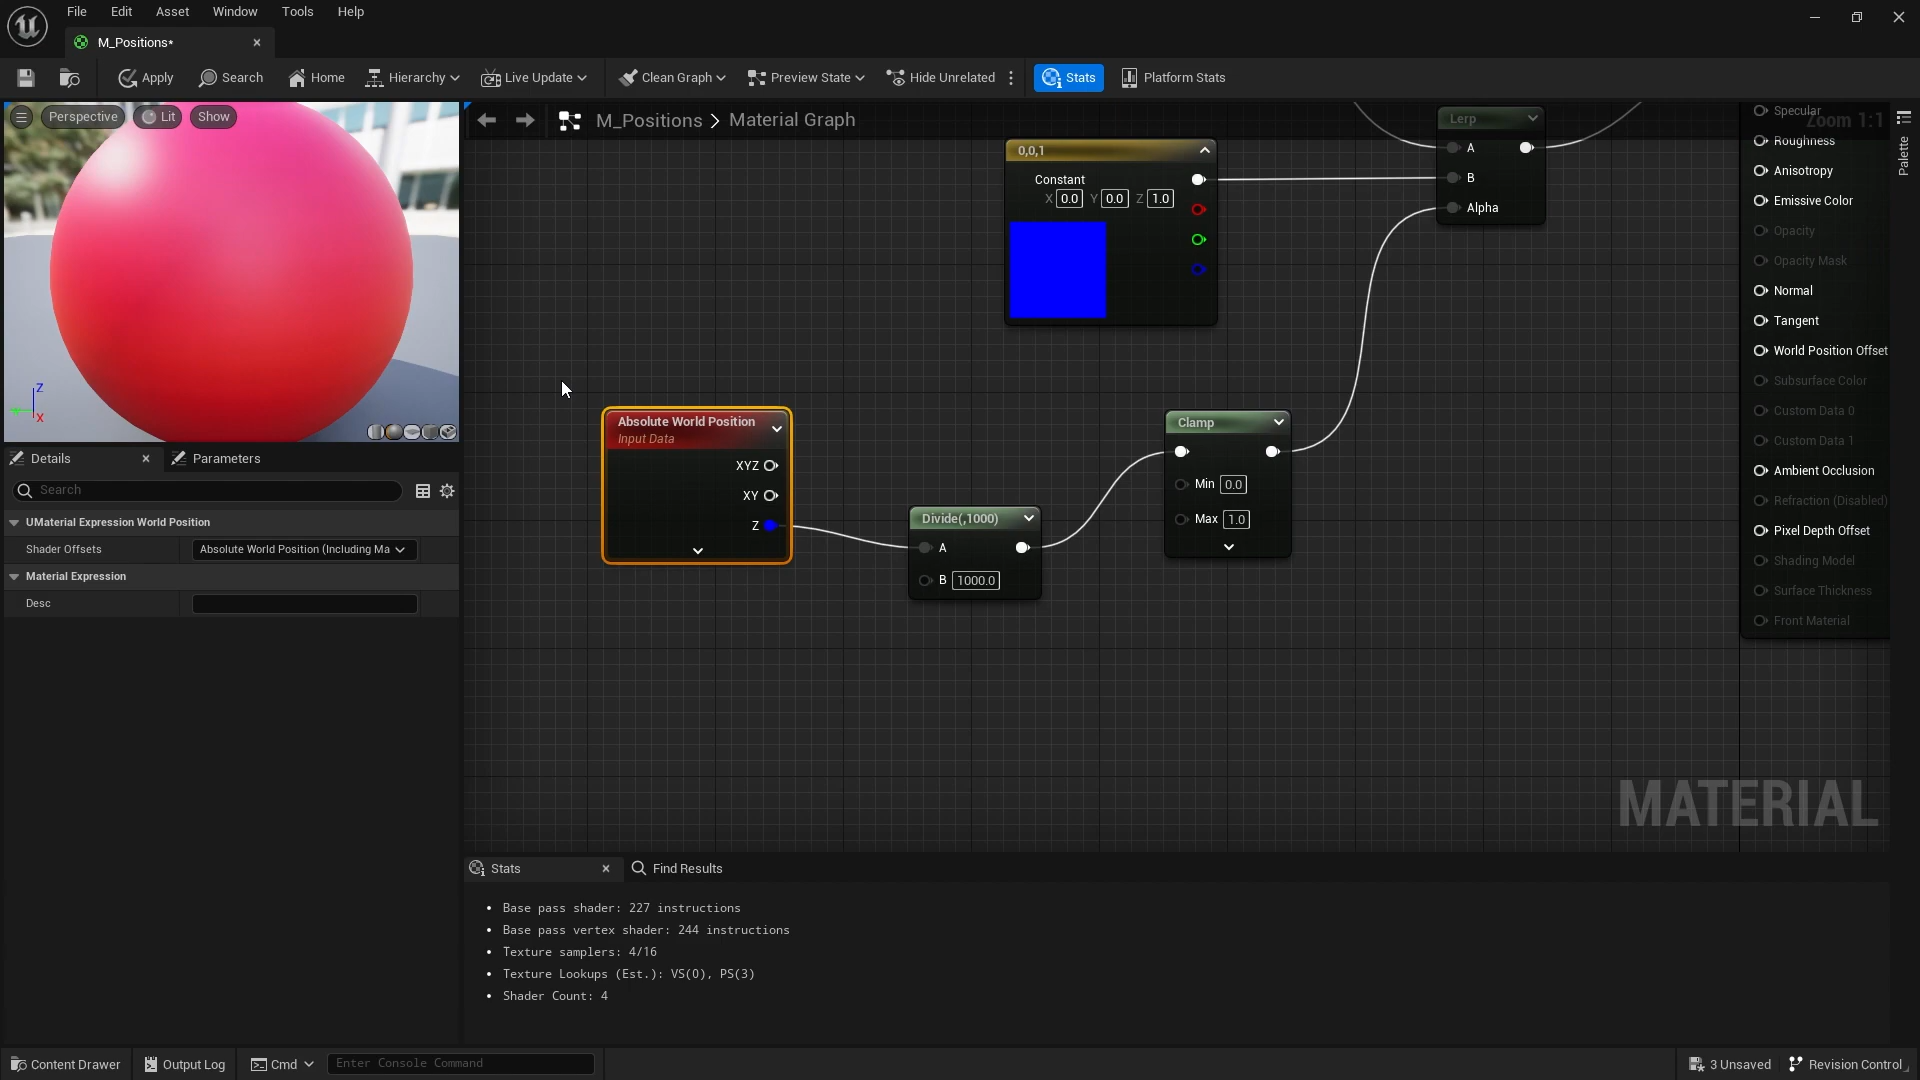 File Edit Asset Window Tools Help
M_Positions*
Apply Search Home Hierarchy Live Update Clean Graph Preview State Hide Unrelated Stats Platform Stats
Perspective Lit Show
M_Positions > Material Graph
Zoom 1:1
Palette
Z
X
0,0,1
Constant
X 0.0 Y 0.0 Z 1.0
Lerp
A
B
Alpha
Specular
Roughness
Anisotropy
Emissive Color
Opacity
Opacity Mask
Normal
Tangent
World Position Offset
Subsurface Color
Custom Data 0
Custom Data 1
Ambient Occlusion
Refraction (Disabled)
Pixel Depth Offset
Shading Model
Surface Thickness
Front Material
Absolute World Position
Input Data
XYZ
XY
Z
Divide(,1000)
A
B 1000.0
Clamp
Min 0.0
Max 1.0
MATERIAL
Details Parameters
Search
UMaterial Expression World Position
Shader Offsets Absolute World Position (Including Ma
Material Expression
Desc
Stats Find Results
• Base pass shader: 227 instructions
• Base pass vertex shader: 244 instructions
• Texture samplers: 4/16
• Texture Lookups (Est.): VS(0), PS(3)
• Shader Count: 4
Content Drawer Output Log Cmd Enter Console Command 3 Unsaved Revision Control